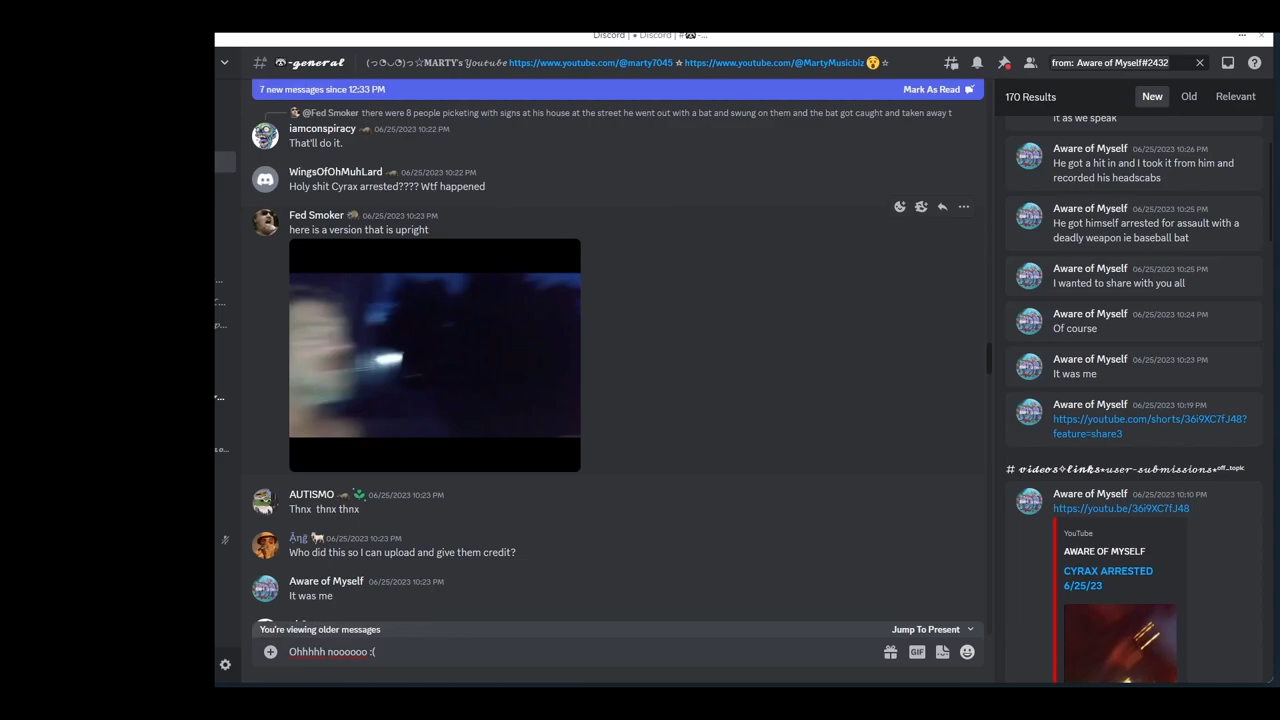 Discord | • Discord | #🐼-...
🐼-𝓰𝓮𝓷𝓮𝓻𝓪𝓵
(っ◔◡◔)っ☆𝕄𝔸ℝ𝕋𝕐'𝕤 𝓨𝓸𝓾𝓽𝓾𝓫𝓮 https://www.youtube.com/@marty7045 ☆ https://www.youtube.com/@MartyMusicbiz 😯 ☆
from: Aware of Myself#2432
7 new messages since 12:33 PM
Mark As Read
@Fed Smoker there were 8 people picketing with signs at his house at the street he went out with a bat and swung on them and the bat got caught and taken away t
iamconspiracy 06/25/2023 10:22 PM
That'll do it.
WingsOfOhMuhLard 06/25/2023 10:22 PM
Holy shit Cyrax arrested???? Wtf happened
Fed Smoker 06/25/2023 10:23 PM
here is a version that is upright
AUTISMO 06/25/2023 10:23 PM
Thnx thnx thnx
Ặŋğ 🐎 06/25/2023 10:23 PM
Who did this so I can upload and give them credit?
Aware of Myself 06/25/2023 10:23 PM
It was me
You're viewing older messages
Jump To Present
Ohhhhh noooooo :(
GIF
170 Results
New
Old
Relevant
it as we speak
Aware of Myself 06/25/2023 10:26 PM
He got a hit in and I took it from him and
recorded his headscabs
Aware of Myself 06/25/2023 10:25 PM
He got himself arrested for assault with a
deadly weapon ie baseball bat
Aware of Myself 06/25/2023 10:25 PM
I wanted to share with you all
Aware of Myself 06/25/2023 10:24 PM
Of course
Aware of Myself 06/25/2023 10:23 PM
It was me
Aware of Myself 06/25/2023 10:19 PM
https://youtube.com/shorts/36i9XC7fJ48?
feature=share3
# 𝓿𝓲𝓭𝓮𝓸𝓼✧𝓵𝓲𝓷𝓴𝓼⋆𝓾𝓼𝓮𝓻-𝓼𝓾𝓫𝓶𝓲𝓼𝓼𝓲𝓸𝓷𝓼⋆ᵒᶠᶠ₋ᵗᵒᵖⁱᶜ
Aware of Myself 06/25/2023 10:10 PM
https://youtu.be/36i9XC7fJ48
YouTube
AWARE OF MYSELF
CYRAX ARRESTED
6/25/23